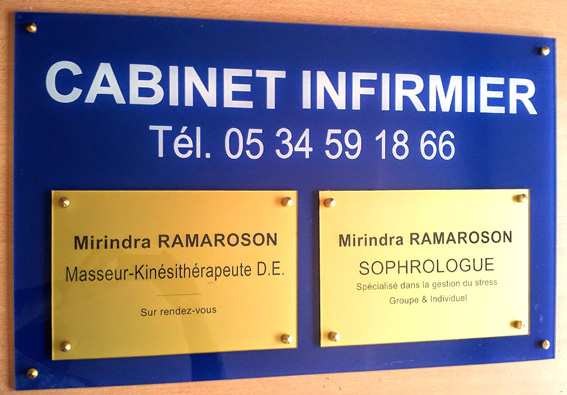 CABINET INFIRMIER
Tél. 05 34 59 18 66
Mirindra RAMAROSON
Masseur-Kinésithérapeute D.E.
Sur rendez-vous
Mirindra RAMAROSON
SOPHROLOGUE
Spécialisé dans la gestion du stress
Groupe & Individuel